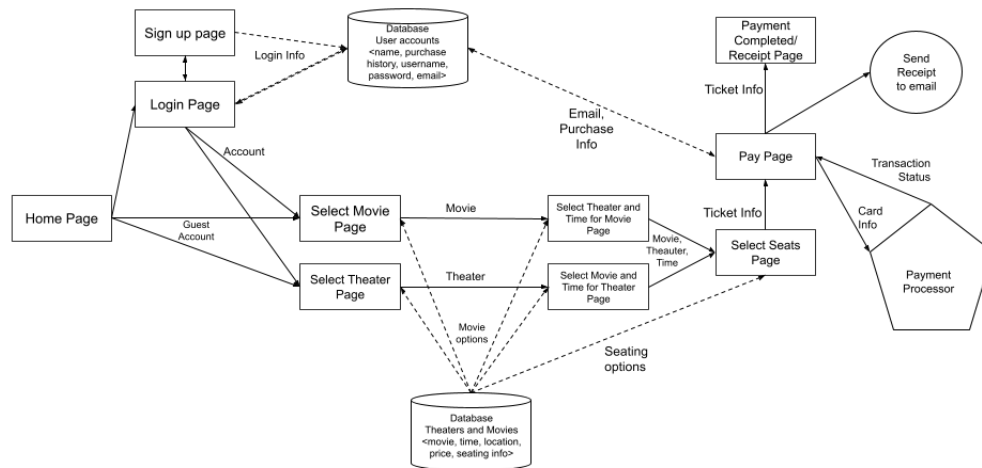 Sign up page
Login Info
Database
User accounts
<name, purchase
history, username,
password, email>
Payment
Completed/
Receipt Page
Send
Receipt
to email
Login Page
Ticket Info
Email,
Purchase
Info
Pay Page
Transaction
Status
Account
Home Page
Guest
Account
Select Movie
Page
Movie
Select Theater and
Time for Movie
Page
Movie,
Theauter,
Time
Ticket Info
Select Seats
Page
Card
Info
Payment
Processor
Select Theater
Page
Theater
Select Movie and
Time for Theater
Page
Movie
options
Seating
options
Database
Theaters and Movies
<movie, time, location,
price, seating info>